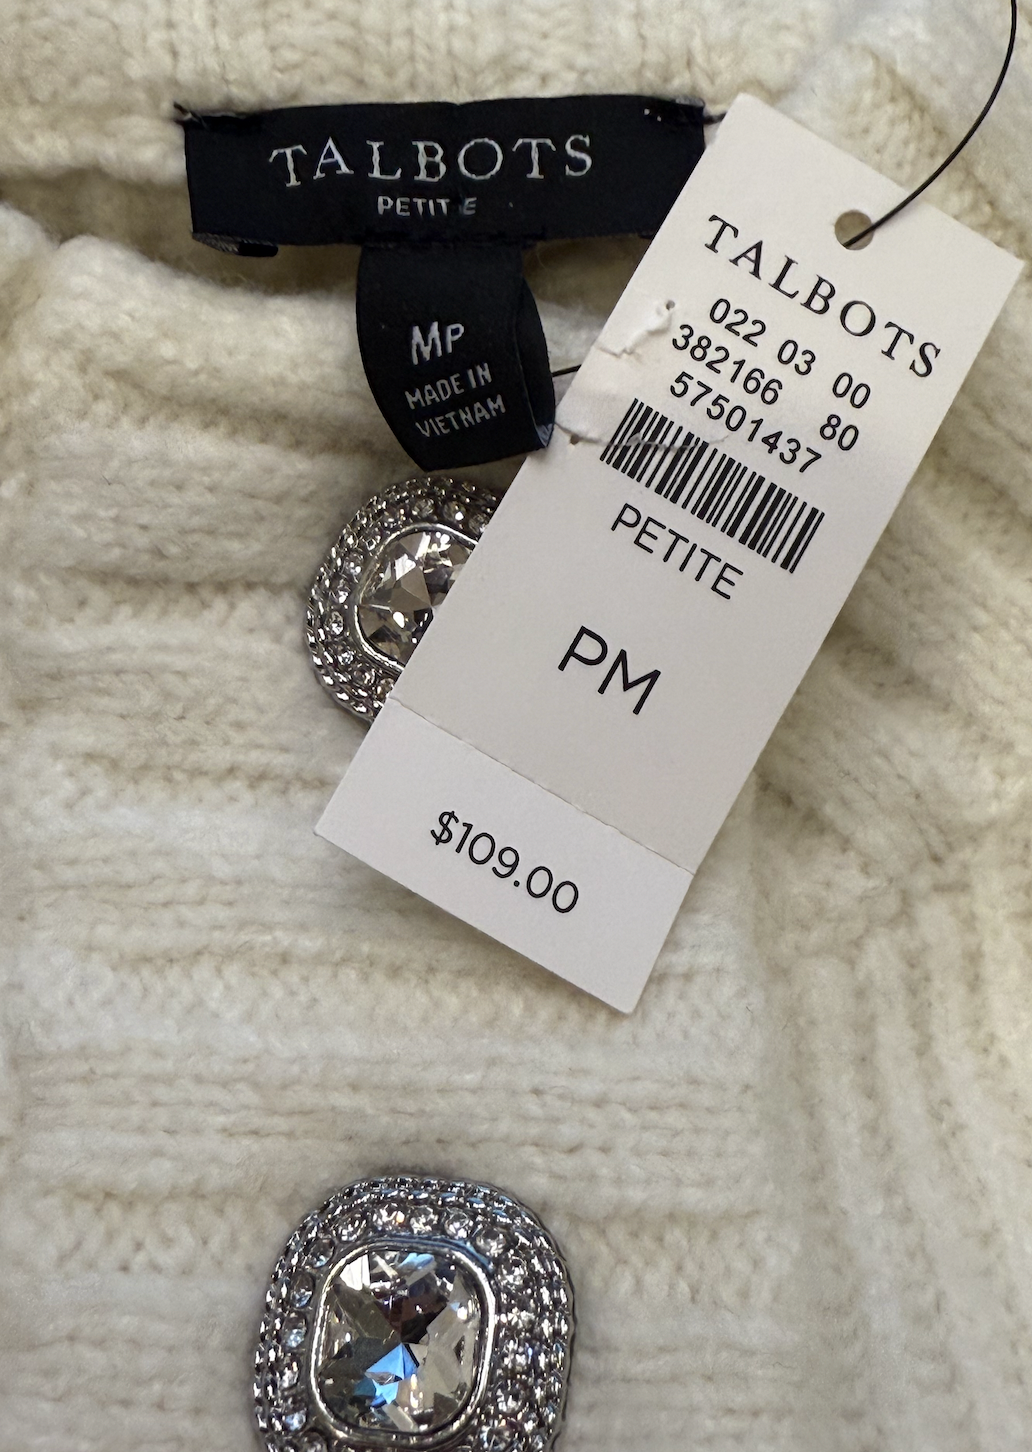 TALBOTS
PETITE
MP
MADE IN
VIETNAM
TALBOTS
022 03 00
382166 80
57501437
PETITE
PM
$109.00